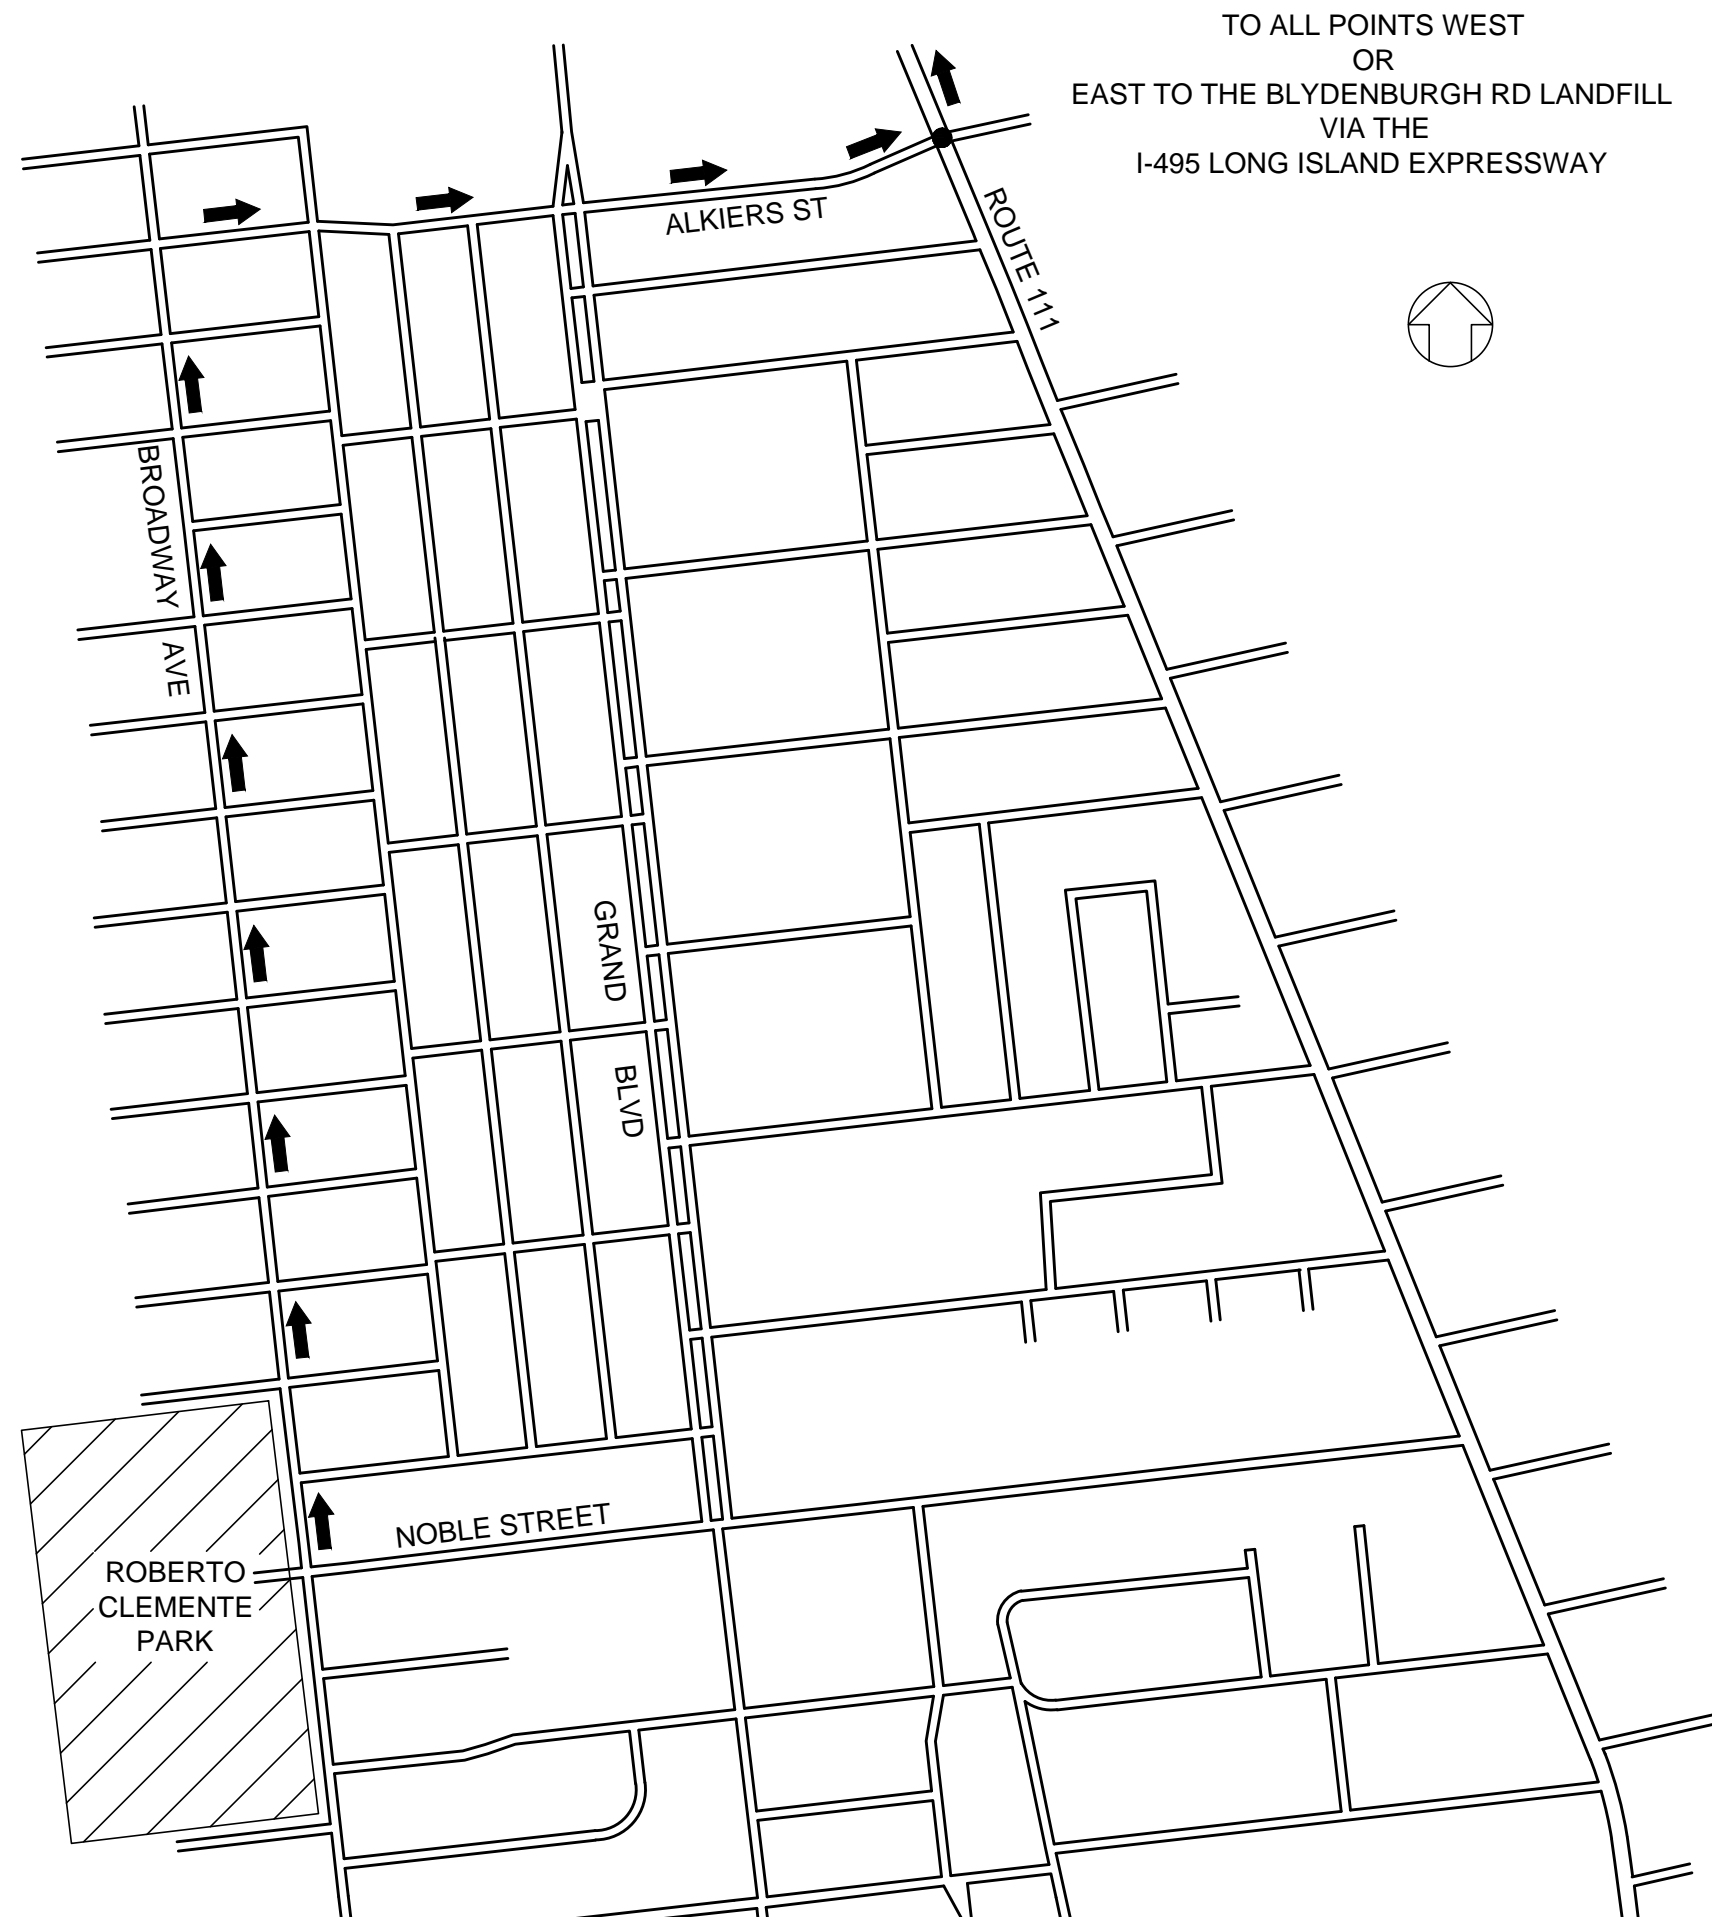 TO ALL POINTS WEST
OR
EAST TO THE BLYDENBURGH RD LANDFILL
VIA THE
I-495 LONG ISLAND EXPRESSWAY
ALKIERS ST
ROUTE 111
BROADWAY AVE
GRAND BLVD
NOBLE STREET
ROBERTO
CLEMENTE
PARK